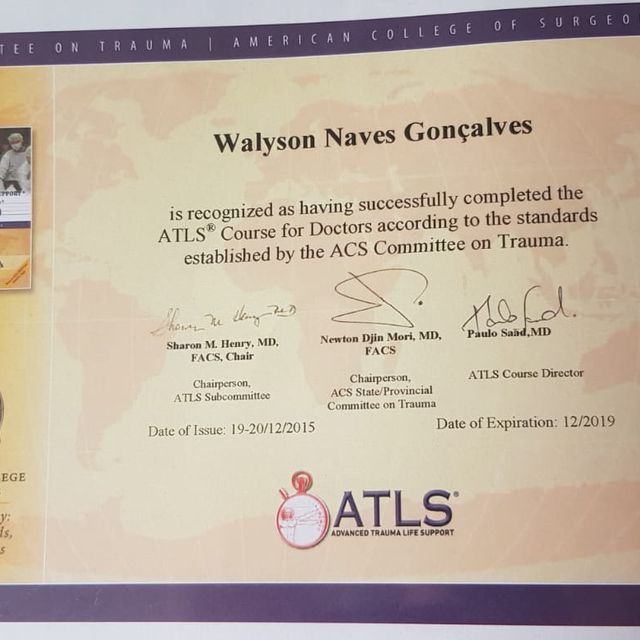 TEE ON TRAUMA | AMERICAN COLLEGE OF SURGEO
Walyson Naves Gonçalves
is recognized as having successfully completed the
ATLS® Course for Doctors according to the standards
established by the ACS Committee on Trauma.
Sharon M. Henry, MD,
FACS, Chair
Chairperson,
ATLS Subcommittee
Newton Djin Mori, MD,
FACS
Chairperson,
ACS State/Provincial
Committee on Trauma
Paulo Saäd,MD
ATLS Course Director
Date of Issue: 19-20/12/2015
Date of Expiration: 12/2019
EGE
y:
ls,
s
ATLS®
ADVANCED TRAUMA LIFE SUPPORT